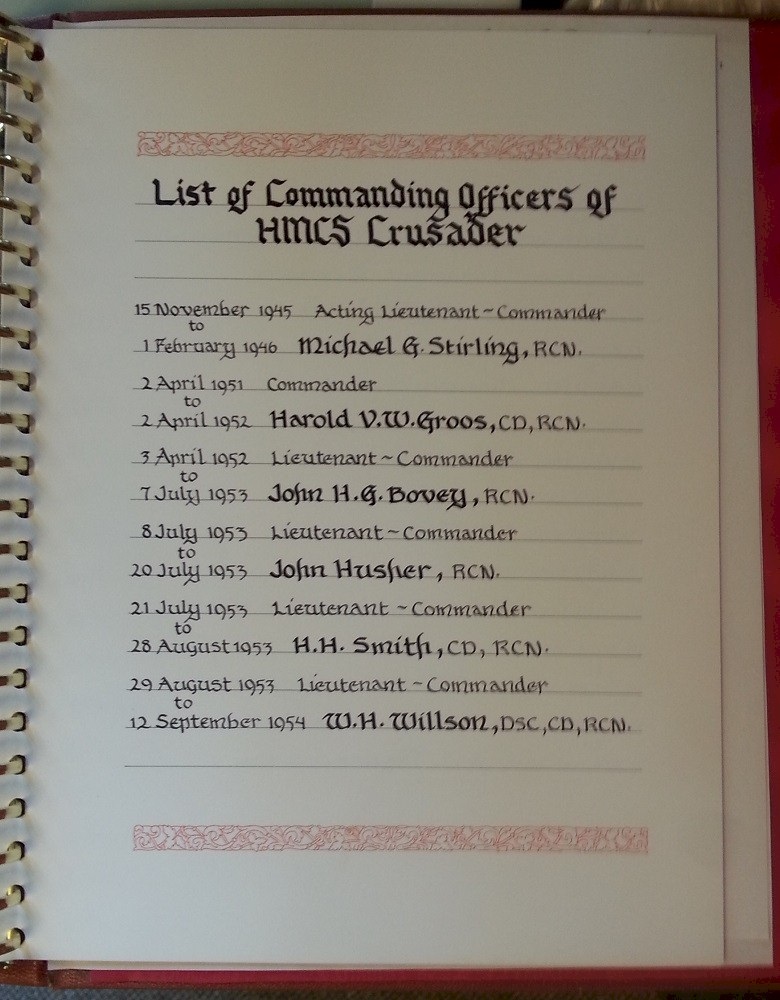 List of Commanding Officers of
HMCS Crusader
15 November 1945 Acting Lieutenant~Commander
to
1 February 1946 Michael G. Stirling, RCN.
2 April 1951 Commander
to
2 April 1952 Harold V.W. Groos, CD, RCN.
3 April 1952 Lieutenant~Commander
to
7 July 1953 John H.G. Bovey, RCN.
8 July 1953 Lieutenant~Commander
to
20 July 1953 John Husher, RCN.
21 July 1953 Lieutenant~Commander
to
28 August 1953 H.H. Smith, CD, RCN.
29 August 1953 Lieutenant~Commander
to
12 September 1954 W.H. Willson, DSC, CD, RCN.